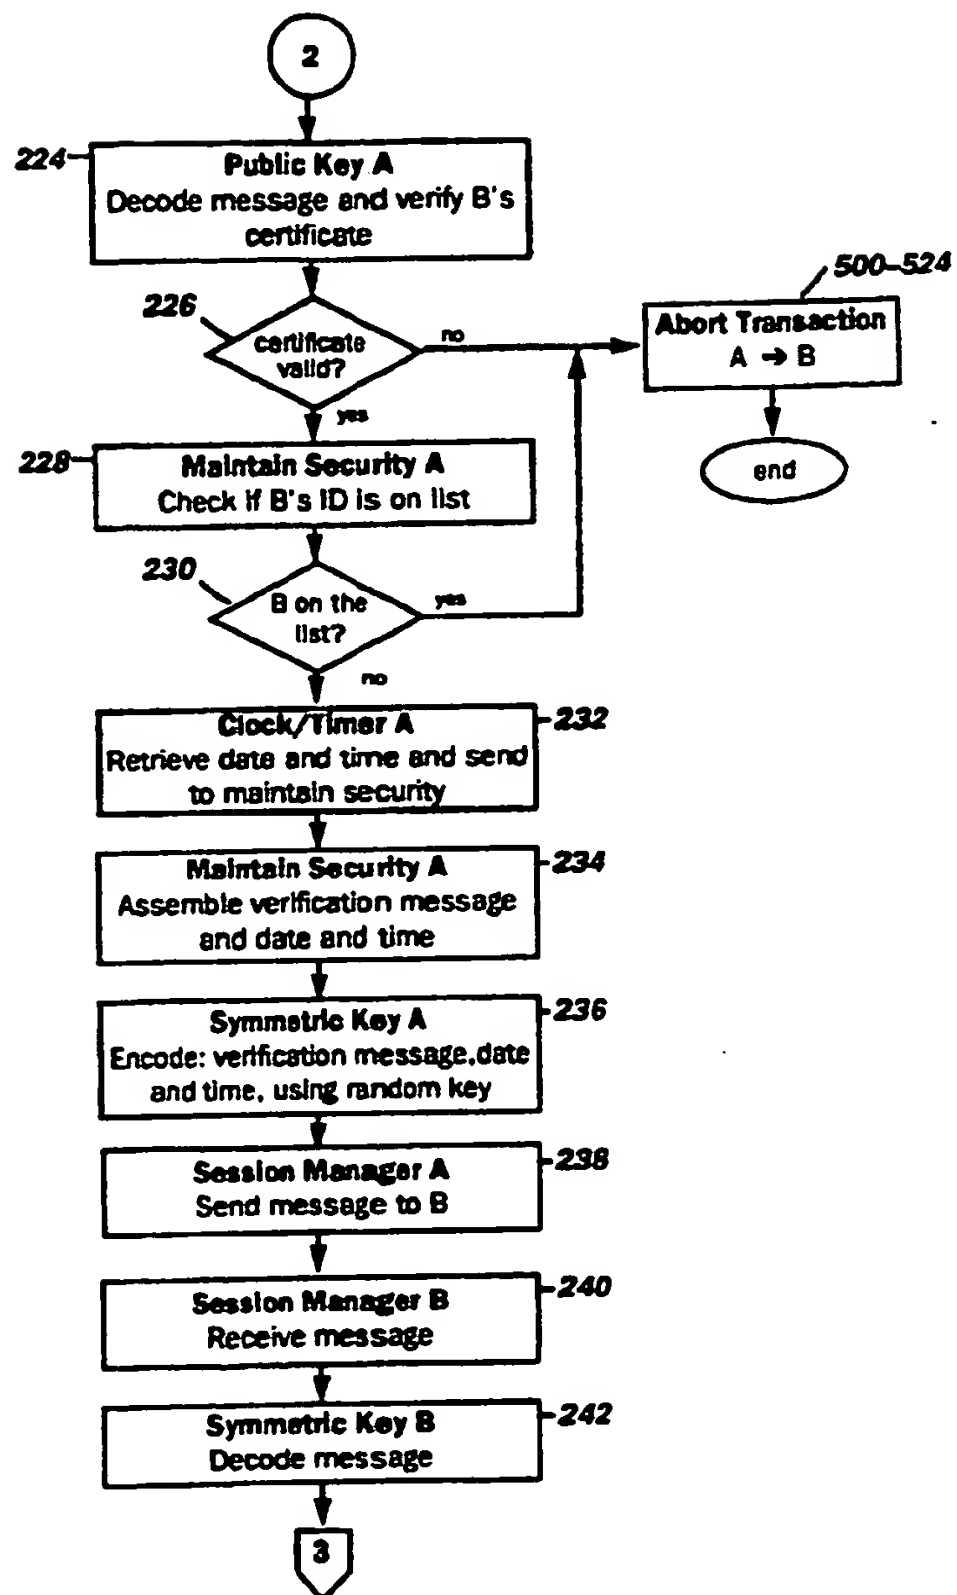 2
224
Public Key A
Decode message and verify B's
certificate
500-524
226
certificate
valid?
no
Abort Transaction
A → B
yes
228
Maintain Security A
Check if B's ID is on list
end
230
B on the
list?
yes
no
Clock/Timer A
232
Retrieve date and time and send
to maintain security
Maintain Security A
234
Assemble verification message
and date and time
Symmetric Key A
236
Encode: verification message,date
and time, using random key
Session Manager A
238
Send message to B
Session Manager B
240
Receive message
Symmetric Key B
242
Decode message
3